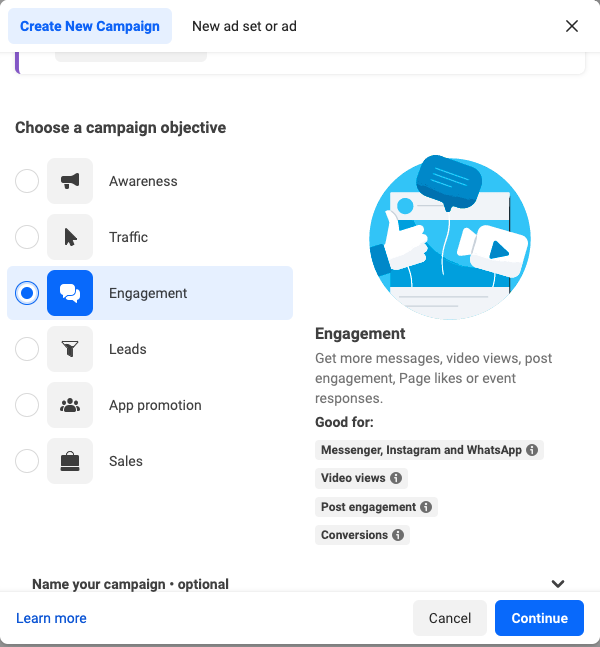 Create New Campaign
New ad set or ad
Choose a campaign objective
Awareness
Traffic
Engagement
Leads
App promotion
Sales
Engagement
Get more messages, video views, post
engagement, Page likes or event
responses.
Good for:
Messenger, Instagram and WhatsApp
Video views
Post engagement
Conversions
Name your campaign • optional
Learn more
Cancel
Continue